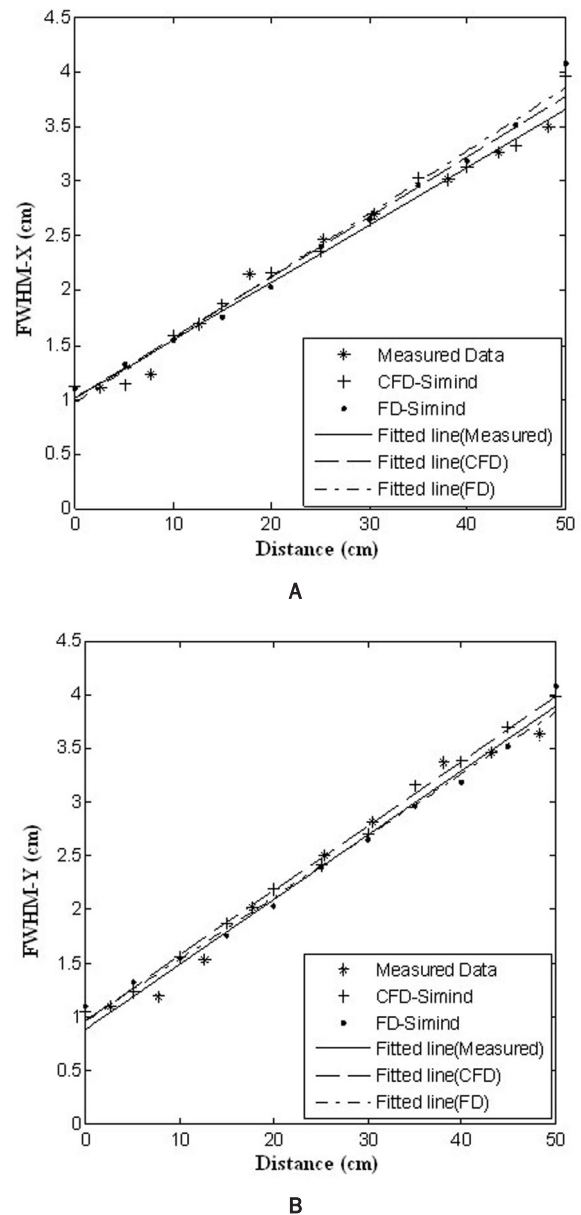 4.5
4
3.5
3
2.5
2
1.5
1
0.5
0
FWHM-X (cm)
Measured Data
CFD-Simind
FD-Simind
Fitted line(Measured)
Fitted line(CFD)
Fitted line(FD)
0 10 20 30 40 50
Distance (cm)
A
4.5
4
3.5
3
2.5
2
1.5
1
0.5
0
FWHM-Y (cm)
Measured Data
CFD-Simind
FD-Simind
Fitted line(Measured)
Fitted line(CFD)
Fitted line(FD)
0 10 20 30 40 50
Distance (cm)
B